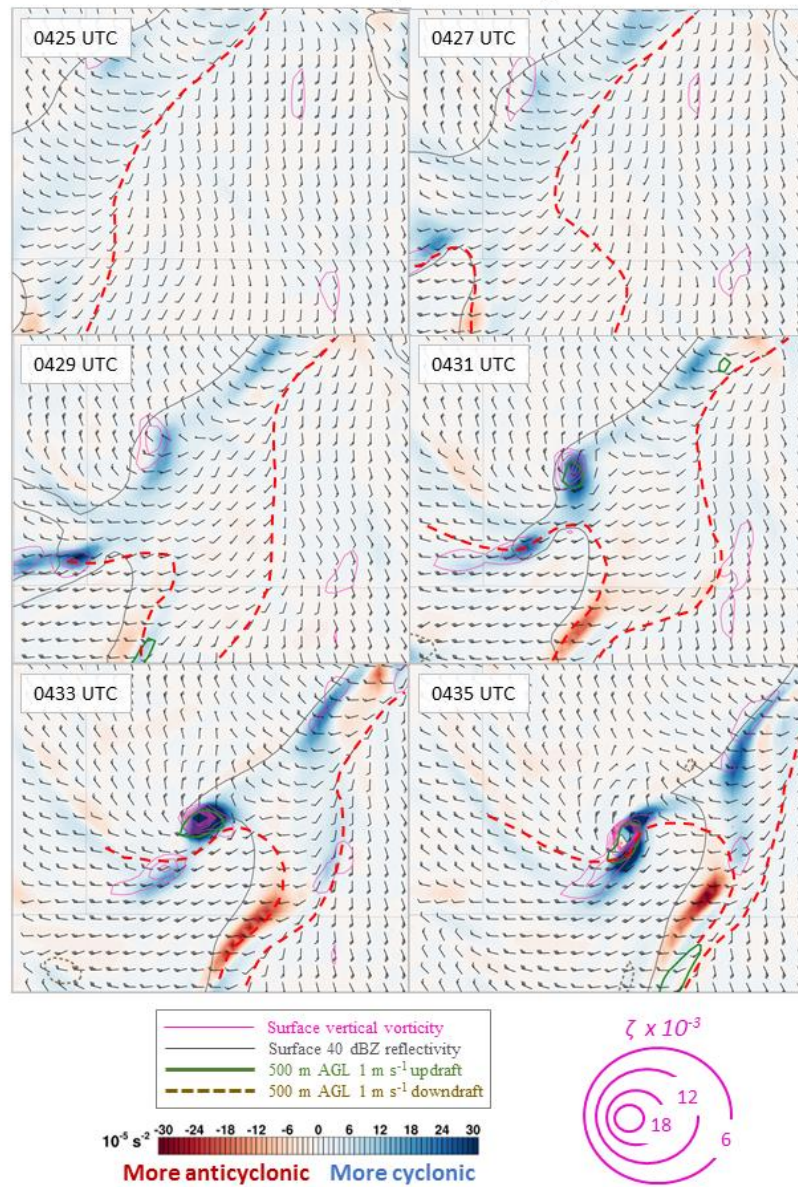 0425 UTC
0427 UTC
0429 UTC
0431 UTC
0433 UTC
0435 UTC
Surface vertical vorticity
Surface 40 dBZ reflectivity
500 m AGL 1 m s⁻¹ updraft
500 m AGL 1 m s⁻¹ downdraft
ζ x 10⁻³
12
18
6
10⁻⁵ s⁻²
-30 -24 -18 -12 -6 0 6 12 18 24 30
More anticyclonic More cyclonic